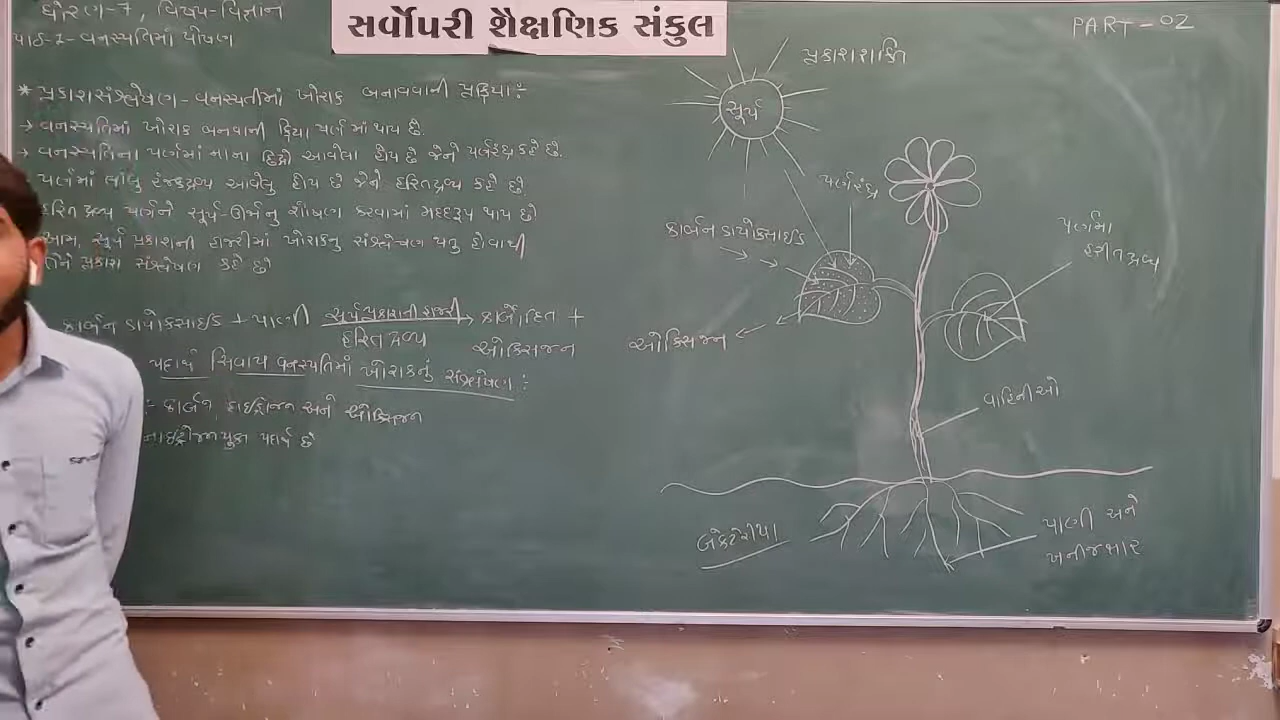 ધોરણ-7, વિષય-વિજ્ઞાન
પાઠ-1-વનસ્પતિમાં પોષણ
સર્વોપરી શૈક્ષણિક સંકુલ
PART-02
* પ્રકાશસંશ્લેષણ-વનસ્પતીમાં ખોરાક બનાવવાની પ્રક્રિયા:
→ વનસ્પતિમાં ખોરાક બનવાની ક્રિયા પર્ણ માં થાય છે.
→ વનસ્પતિના પર્ણમાં નાના છિદ્રો આવેલા હોય છે જેને પર્ણરંધ્ર કહે છે.
પર્ણમાં લીલુ રંજકદ્રવ્ય આવેલુ હોય છે જેને હરિતદ્રવ્ય કહે છે
હરિત દ્રવ્ય પર્ણને સૂર્ય-ઊર્જાનુ શોષણ કરવામાં મદદરૂપ થાય છે
આમ, સૂર્ય પ્રકાશની હાજરીમાં ખોરાકનુ સંશ્લેષણ થતુ હોવાથી
તેને પ્રકાશ સંશ્લેષણ કહે છે
કાર્બન ડાયોકસાઇડ + પાણી સૂર્યપ્રકાશની હાજરી → કાર્બોદિત +
હરિત દ્રવ્ય ઓક્સિજન
પદાર્થ સિવાય વનસ્પતિમાં ખોરાકનું સંશ્લેષણ :
:- કાર્બન, હાઇડ્રોજન અને ઓક્સિજન
નાઇટ્રોજનયુક્ત પદાર્થ છે
પ્રકાશશક્તિ
સૂર્ય
પર્ણરંધ્ર
કાર્બન ડાયોકસાઇડ
પર્ણમાં
હરીતદ્રવ્ય
ઓક્સિજન
વાહિનીઓ
બેક્ટેરીયા
પાણી અને
ખનીજક્ષાર